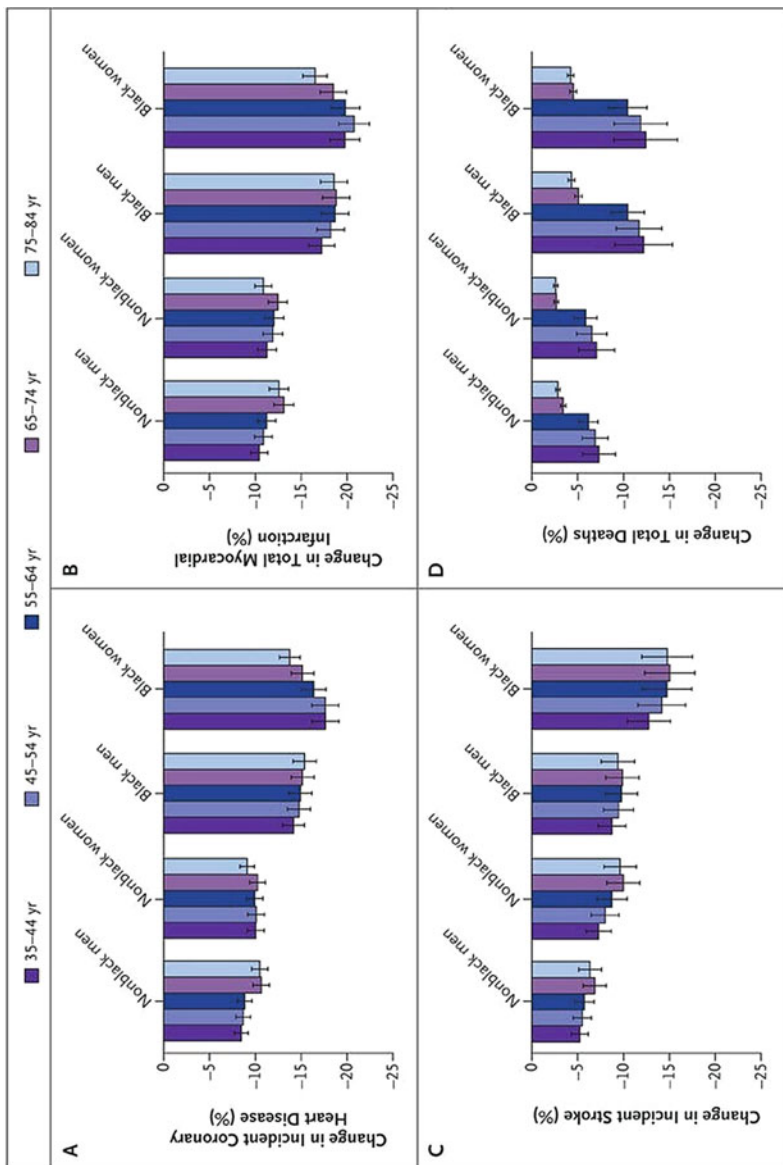 35–44 yr
45–54 yr
55–64 yr
65–74 yr
75–84 yr
A
Change in Incident Coronary
Heart Disease (%)
0
−5
−10
−15
−20
−25
Nonblack men
Nonblack women
Black men
Black women
B
Change in Total Myocardial
Infarction (%)
0
−5
−10
−15
−20
−25
Nonblack men
Nonblack women
Black men
Black women
C
Change in Incident Stroke (%)
0
−5
−10
−15
−20
−25
Nonblack men
Nonblack women
Black men
Black women
D
Change in Total Deaths (%)
0
−5
−10
−15
−20
−25
Nonblack men
Nonblack women
Black men
Black women